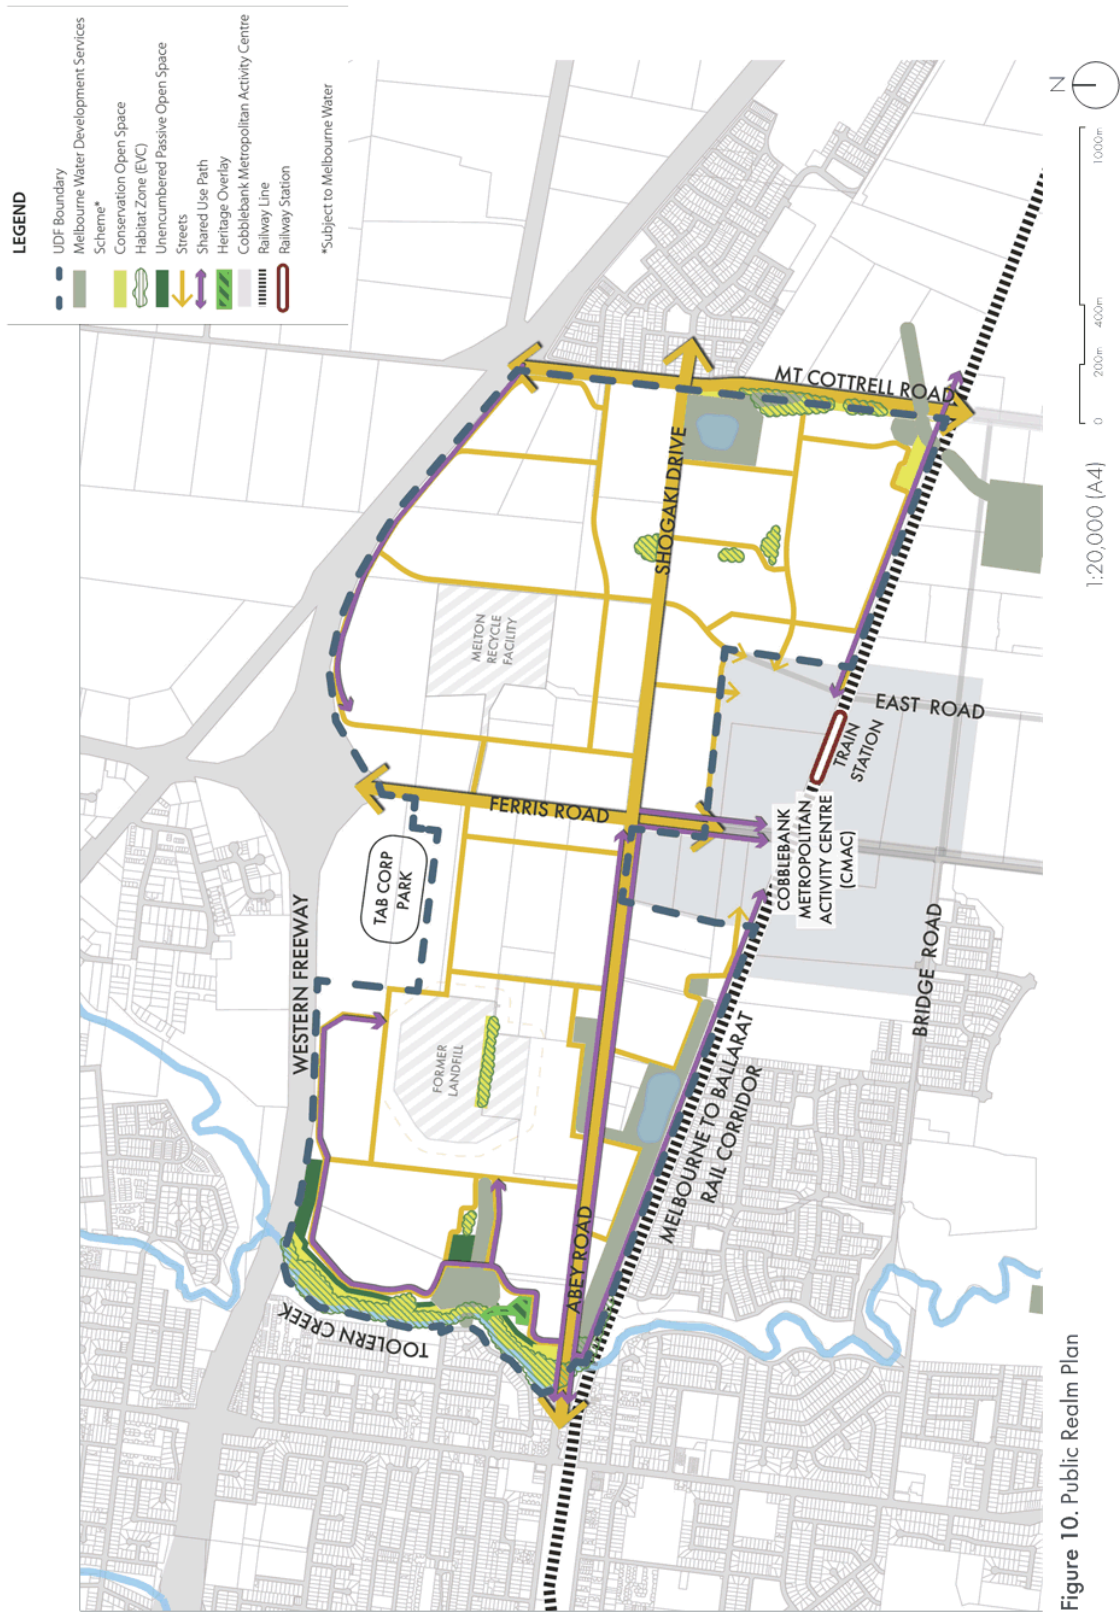 LEGEND
UDF Boundary
Melbourne Water Development Services
Scheme*
Conservation Open Space
Habitat Zone (EVC)
Unencumbered Passive Open Space
Streets
Shared Use Path
Heritage Overlay
Cobblebank Metropolitan Activity Centre
Railway Line
Railway Station
*Subject to Melbourne Water
WESTERN FREEWAY
TOOLERN CREEK
TAB CORP
PARK
FORMER
LANDFILL
MELTON
RECYCLE
FACILITY
FERRIS ROAD
ABEY ROAD
SHOGAKI DRIVE
MT COTTRELL ROAD
MELBOURNE TO BALLARAT
RAIL CORRIDOR
COBBLEBANK
METROPOLITAN
ACTIVITY CENTRE
(CMAC)
TRAIN
STATION
EAST ROAD
BRIDGE ROAD
Figure 10. Public Realm Plan
1:20,000 (A4)
0
200m
400m
1000m
N